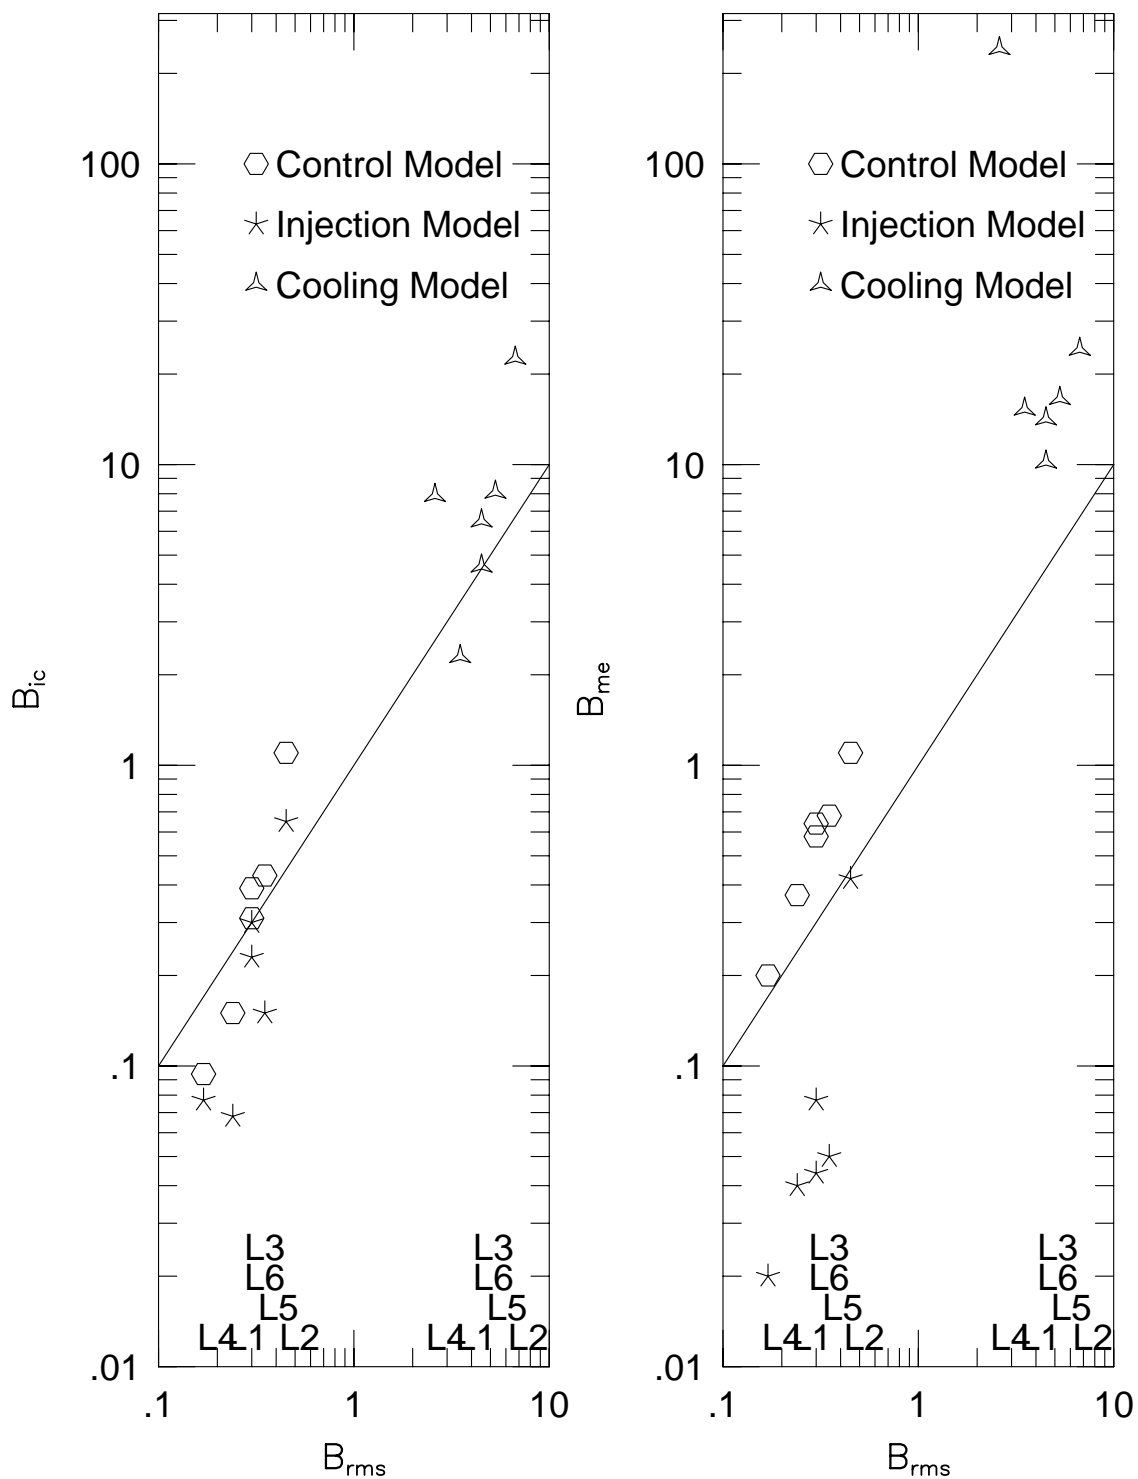 100
Control Model
Injection Model
Cooling Model
10
B_ic
1
.1
L3
L3
L6
L6
L5
L5
L4
L1
L2
L4
L1
L2
.01
.1
1
10
B_rms
100
Control Model
Injection Model
Cooling Model
10
B_me
1
.1
L3
L3
L6
L6
L5
L5
L4
L1
L2
L4
L1
L2
.01
.1
1
10
B_rms